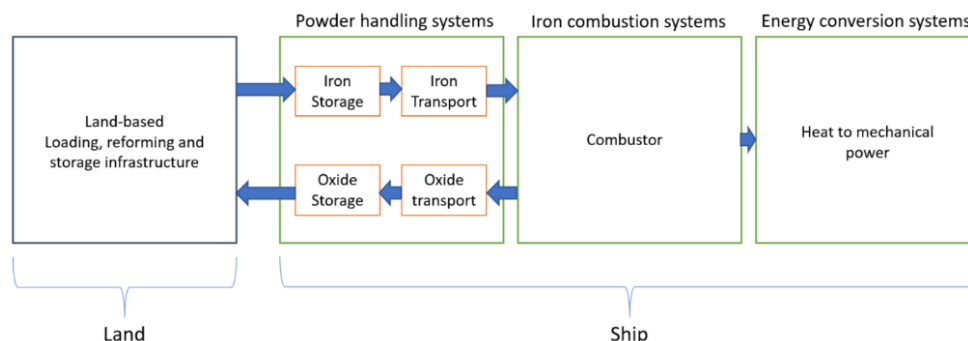 Powder handling systems
Iron combustion systems
Energy conversion systems
Land-based
Loading, reforming and
storage infrastructure
Iron
Storage
Iron
Transport
Oxide
Storage
Oxide
transport
Combustor
Heat to mechanical
power
Land
Ship